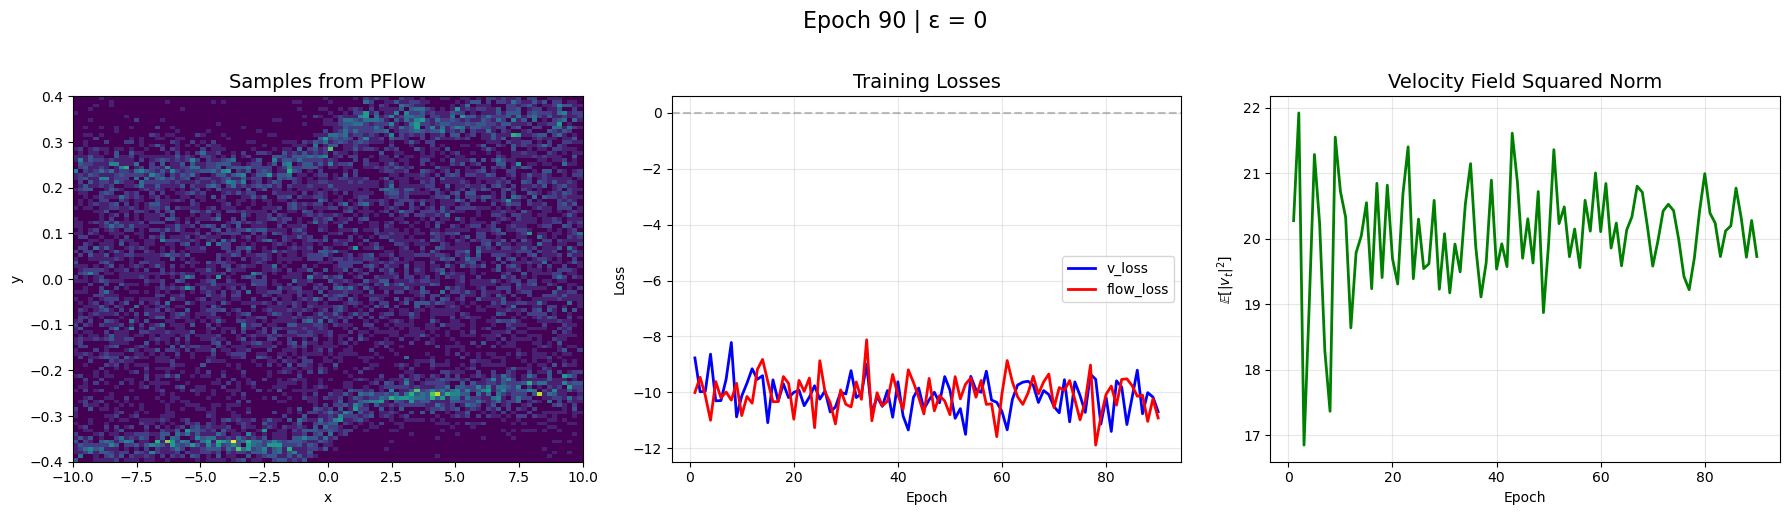 Epoch 90 | ε = 0
Samples from PFlow
0.4
0.3
0.2
0.1
0.0
−0.1
−0.2
−0.3
−0.4
y
−10.0 −7.5 −5.0 −2.5 0.0 2.5 5.0 7.5 10.0
x
Training Losses
0
−2
−4
−6
−8
−10
−12
Loss
v_loss
flow_loss
0 20 40 60 80
Epoch
Velocity Field Squared Norm
22
21
20
19
18
17
𝔼[|v_t|²]
0 20 40 60 80
Epoch